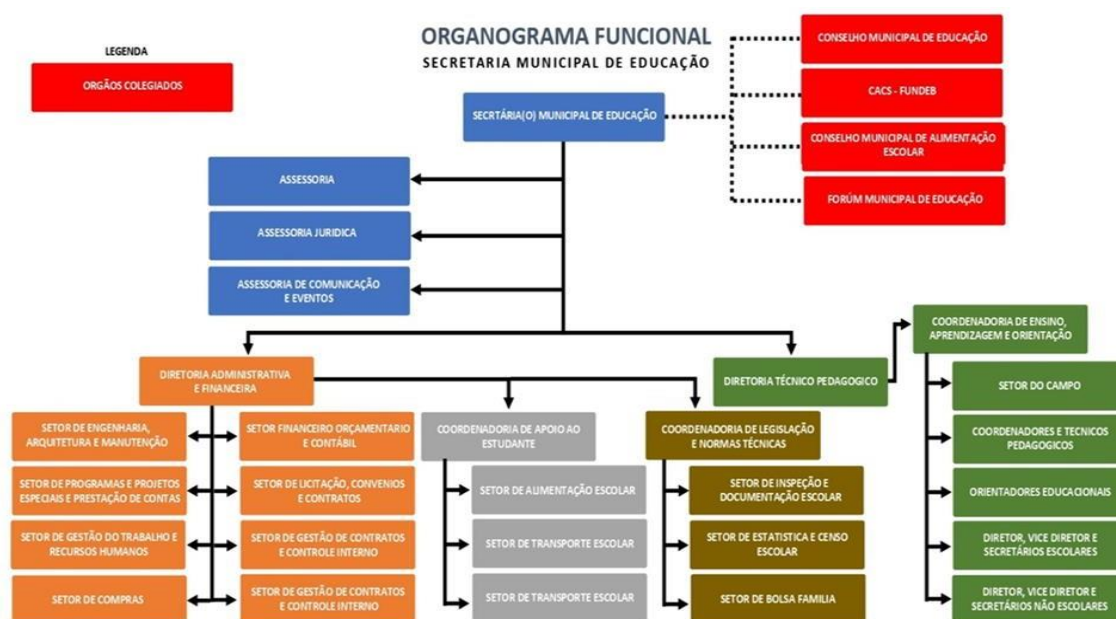 ORGANOGRAMA FUNCIONAL
SECRETARIA MUNICIPAL DE EDUCAÇÃO
LEGENDA
ORGÃOS COLEGIADOS
CONSELHO MUNICIPAL DE EDUCAÇÃO
CACS - FUNDEB
CONSELHO MUNICIPAL DE ALIMENTAÇÃO
ESCOLAR
FORÚM MUNICIPAL DE EDUCAÇÃO
SECRTÁRIA(O) MUNICIPAL DE EDUCAÇÃO
ASSESSORIA
ASSESSORIA JURIDICA
ASSESSORIA DE COMUNICAÇÃO
E EVENTOS
DIRETORIA ADMINISTRATIVA
E FINANCEIRA
DIRETORIA TÉCNICO PEDAGOGICO
COORDENADORIA DE ENSINO,
APRENDIZAGEM E ORIENTAÇÃO
SETOR DE ENGENHARIA,
ARQUITETURA E MANUTENÇÃO
SETOR DE PROGRAMAS E PROJETOS
ESPECIAIS E PRESTAÇÃO DE CONTAS
SETOR DE GESTÃO DO TRABALHO E
RECURSOS HUMANOS
SETOR DE COMPRAS
SETOR FINANCEIRO ORÇAMENTARIO
E CONTÁBIL
SETOR DE LICITAÇÃO, CONVENIOS
E CONTRATOS
SETOR DE GESTÃO DE CONTRATOS
E CONTROLE INTERNO
SETOR DE GESTÃO DE CONTRATOS
E CONTROLE INTERNO
COORDENADORIA DE APOIO AO
ESTUDANTE
SETOR DE ALIMENTAÇÃO ESCOLAR
SETOR DE TRANSPORTE ESCOLAR
SETOR DE TRANSPORTE ESCOLAR
COORDENADORIA DE LEGISLAÇÃO
E NORMAS TÉCNICAS
SETOR DE INSPEÇÃO E
DOCUMENTAÇÃO ESCOLAR
SETOR DE ESTATISTICA E CENSO
ESCOLAR
SETOR DE BOLSA FAMILIA
SETOR DO CAMPO
COORDENADORES E TECNICOS
PEDAGOGICOS
ORIENTADORES EDUCACIONAIS
DIRETOR, VICE DIRETOR E
SECRETÁRIOS ESCOLARES
DIRETOR, VICE DIRETOR E
SECRETÁRIOS NÃO ESCOLARES